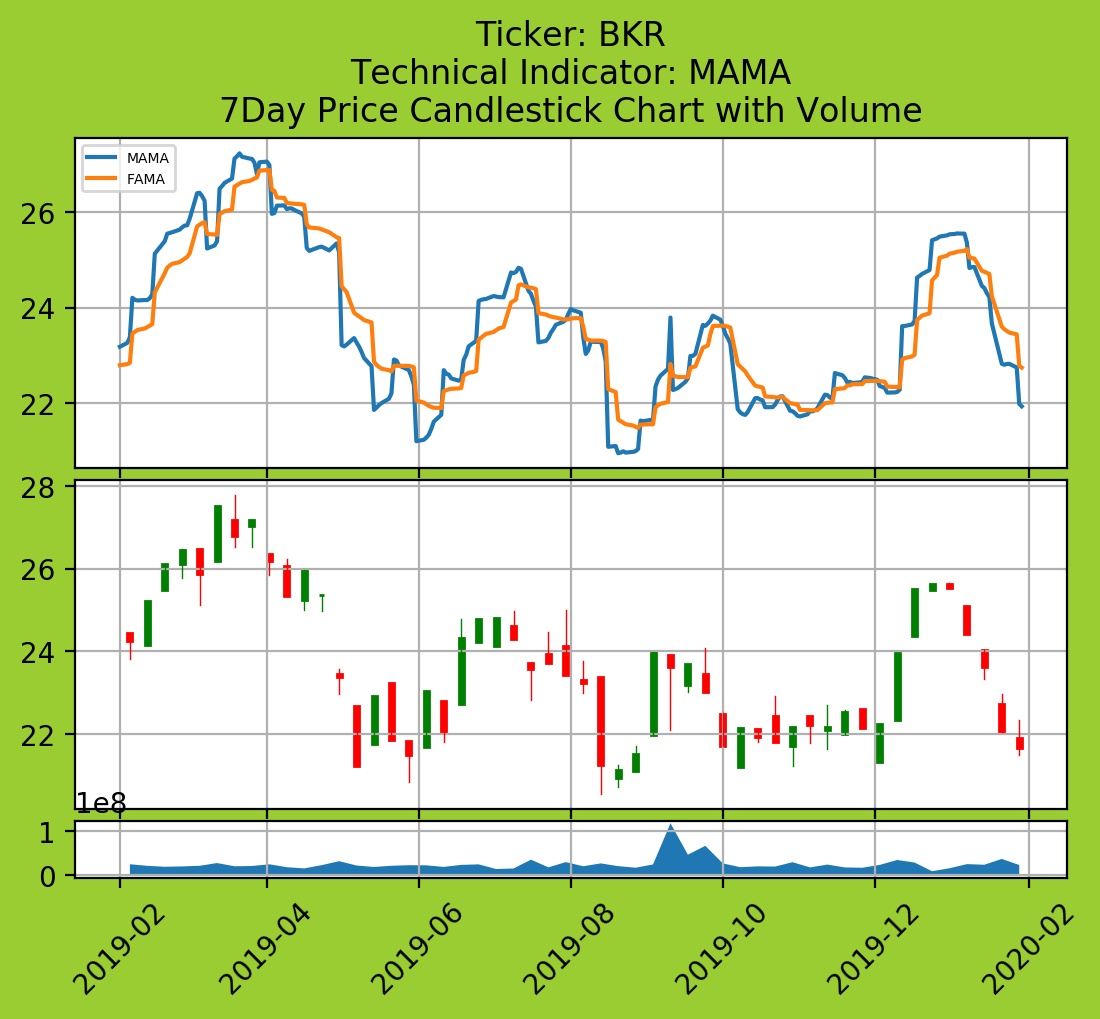 Ticker: BKR
Technical Indicator: MAMA
7Day Price Candlestick Chart with Volume
MAMA
FAMA
26
24
22
28
26
24
22
1e8
1
0
2019-02
2019-04
2019-06
2019-08
2019-10
2019-12
2020-02